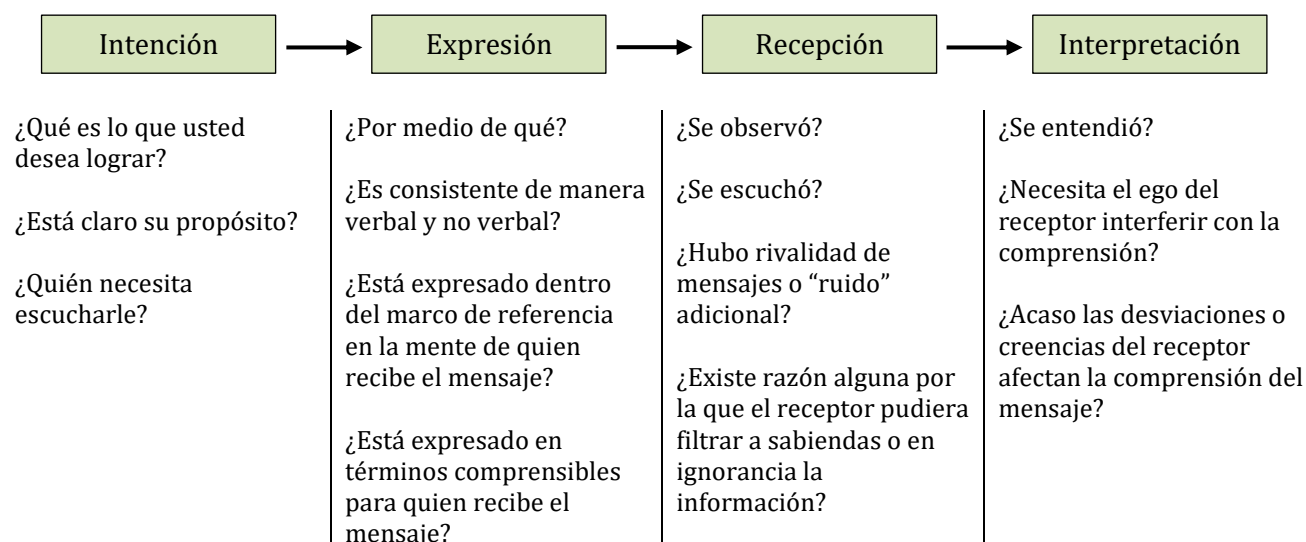 Intención
Expresión
Recepción
Interpretación
¿Qué es lo que usted
desea lograr?
¿Está claro su propósito?
¿Quién necesita
escucharle?
¿Por medio de qué?
¿Es consistente de manera
verbal y no verbal?
¿Está expresado dentro
del marco de referencia
en la mente de quien
recibe el mensaje?
¿Está expresado en
términos comprensibles
para quien recibe el
mensaje?
¿Se observó?
¿Se escuchó?
¿Hubo rivalidad de
mensajes o “ruido”
adicional?
¿Existe razón alguna por
la que el receptor pudiera
filtrar a sabiendas o en
ignorancia la
información?
¿Se entendió?
¿Necesita el ego del
receptor interferir con la
comprensión?
¿Acaso las desviaciones o
creencias del receptor
afectan la comprensión del
mensaje?